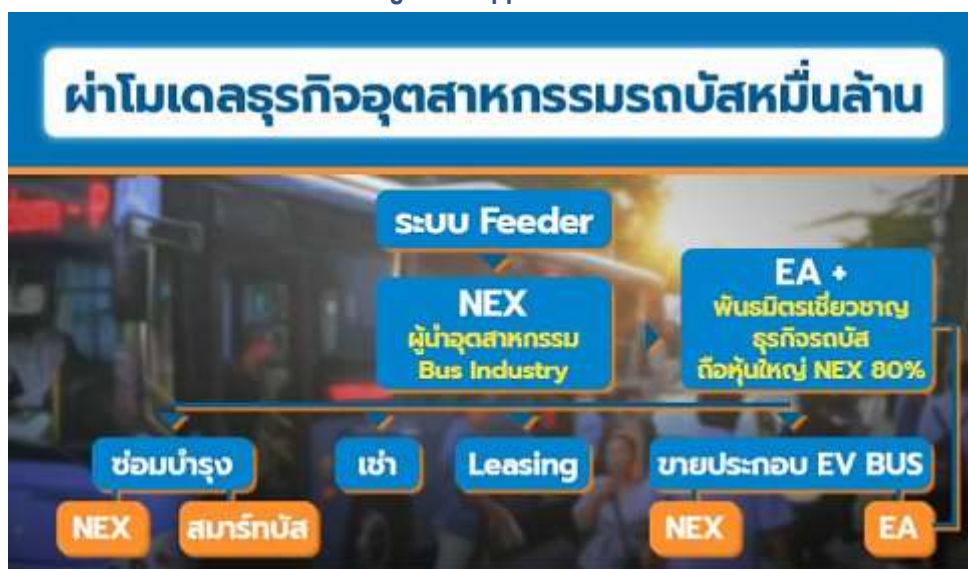 ผ่าโมเดลธุรกิจอุตสาหกรรมรถบัสหมื่นล้าน
ระบบ Feeder
NEX
ผู้นำอุตสาหกรรม
Bus Industry
EA +
พันธมิตรเชี่ยวชาญ
ธุรกิจรถบัส
ถือหุ้นใหญ่ NEX 80%
ซ่อมบำรุง
เช่า
Leasing
ขายประกอบ EV BUS
NEX
สมาร์ทบัส
NEX
EA